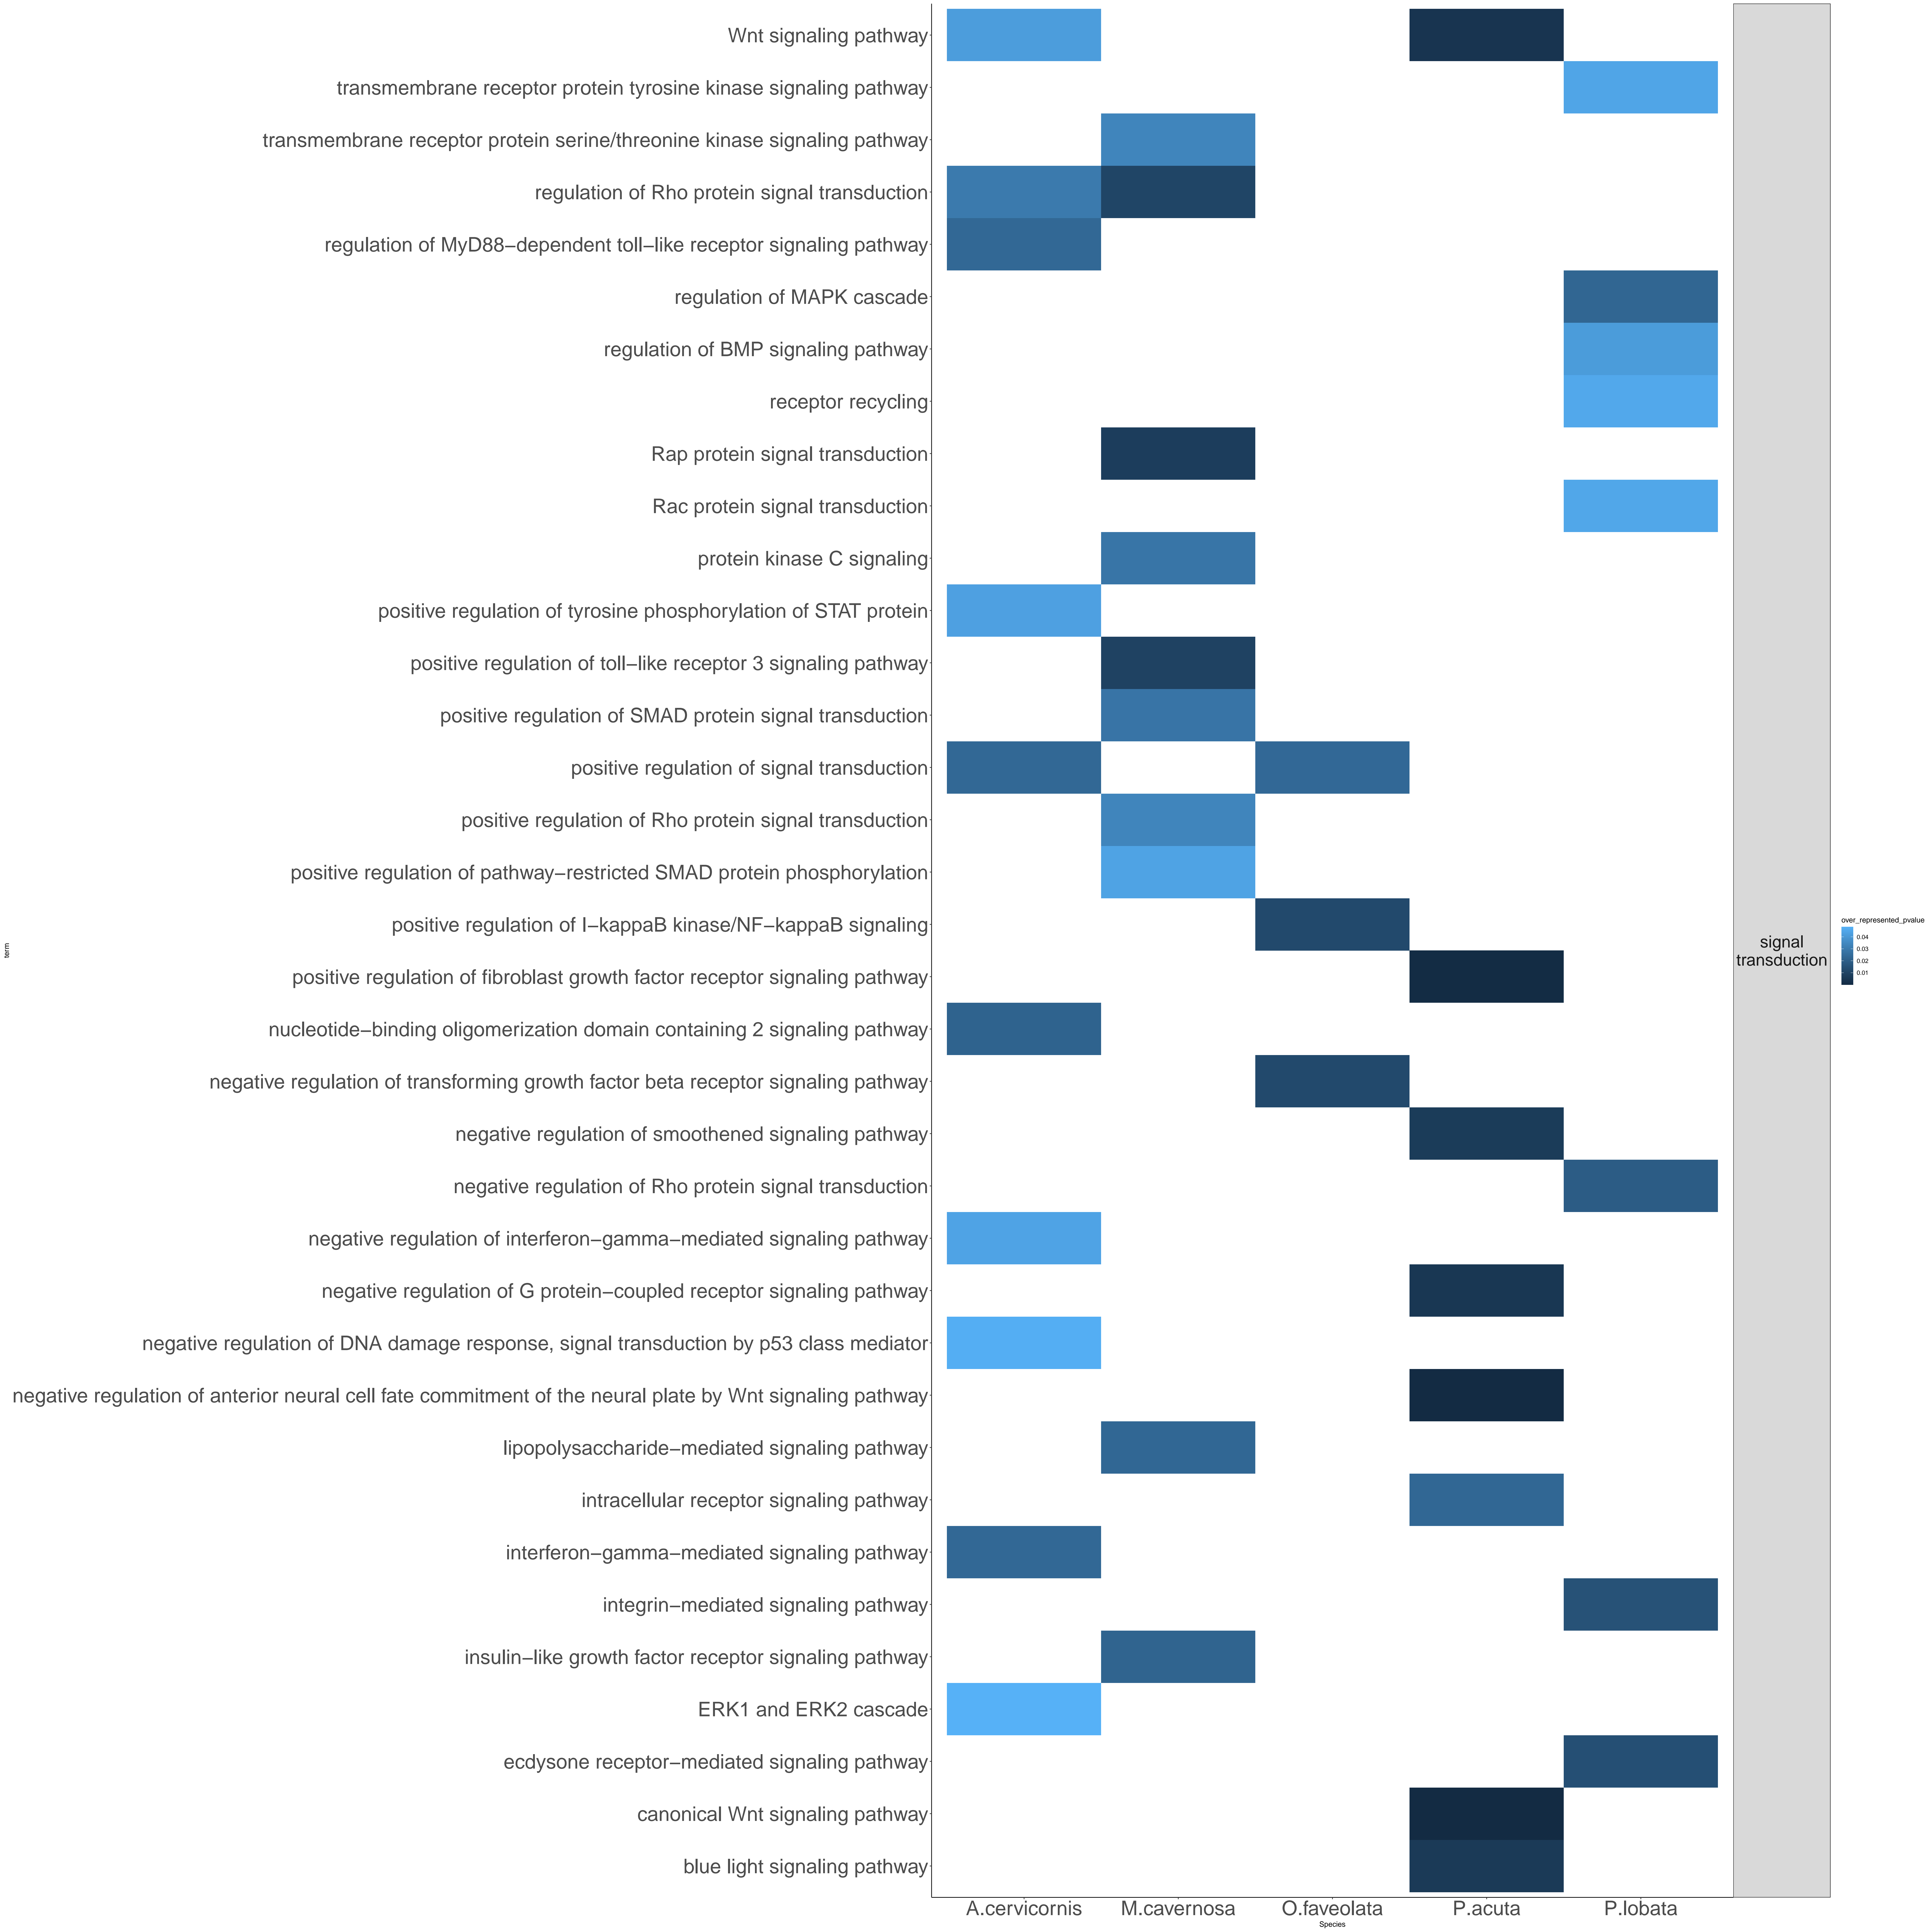 Wnt signaling pathway
transmembrane receptor protein tyrosine kinase signaling pathway
transmembrane receptor protein serine/threonine kinase signaling pathway
regulation of Rho protein signal transduction
regulation of MyD88−dependent toll−like receptor signaling pathway
regulation of MAPK cascade
regulation of BMP signaling pathway
receptor recycling
Rap protein signal transduction
Rac protein signal transduction
protein kinase C signaling
positive regulation of tyrosine phosphorylation of STAT protein
positive regulation of toll−like receptor 3 signaling pathway
positive regulation of SMAD protein signal transduction
positive regulation of signal transduction
positive regulation of Rho protein signal transduction
positive regulation of pathway−restricted SMAD protein phosphorylation
positive regulation of I−kappaB kinase/NF−kappaB signaling
positive regulation of fibroblast growth factor receptor signaling pathway
nucleotide−binding oligomerization domain containing 2 signaling pathway
negative regulation of transforming growth factor beta receptor signaling pathway
negative regulation of smoothened signaling pathway
negative regulation of Rho protein signal transduction
negative regulation of interferon−gamma−mediated signaling pathway
negative regulation of G protein−coupled receptor signaling pathway
negative regulation of DNA damage response, signal transduction by p53 class mediator
negative regulation of anterior neural cell fate commitment of the neural plate by Wnt signaling pathway
lipopolysaccharide−mediated signaling pathway
intracellular receptor signaling pathway
interferon−gamma−mediated signaling pathway
integrin−mediated signaling pathway
insulin−like growth factor receptor signaling pathway
ERK1 and ERK2 cascade
ecdysone receptor−mediated signaling pathway
canonical Wnt signaling pathway
blue light signaling pathway
term
A.cervicornis M.cavernosa O.faveolata P.acuta P.lobata
Species
signal
transduction
over_represented_pvalue
0.04
0.03
0.02
0.01